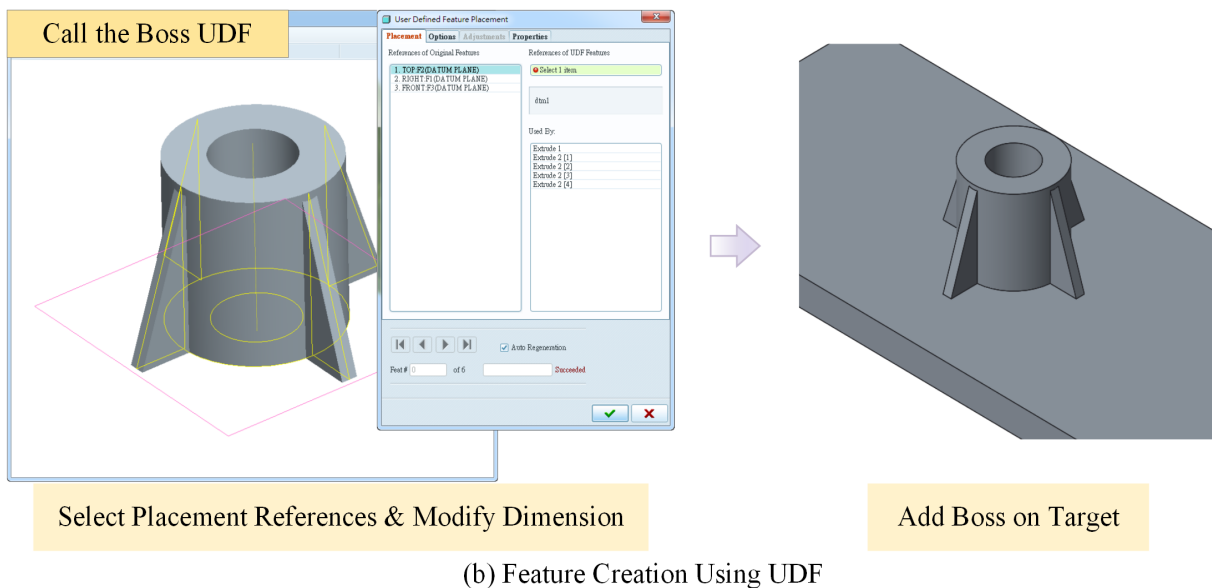 Call the Boss UDF
User Defined Feature Placement
Placement Options Adjustments Properties
References of Original Features
References of UDF Features
1. TOP:F2(DATUM PLANE)
2. RIGHT:F1(DATUM PLANE)
3. FRONT:F3(DATUM PLANE)
Select 1 item
dtm1
Used By:
Extrude 1
Extrude 2 [1]
Extrude 2 [2]
Extrude 2 [3]
Extrude 2 [4]
Auto Regeneration
Feat # 0 of 6 Succeeded
Select Placement References & Modify Dimension
Add Boss on Target
(b) Feature Creation Using UDF